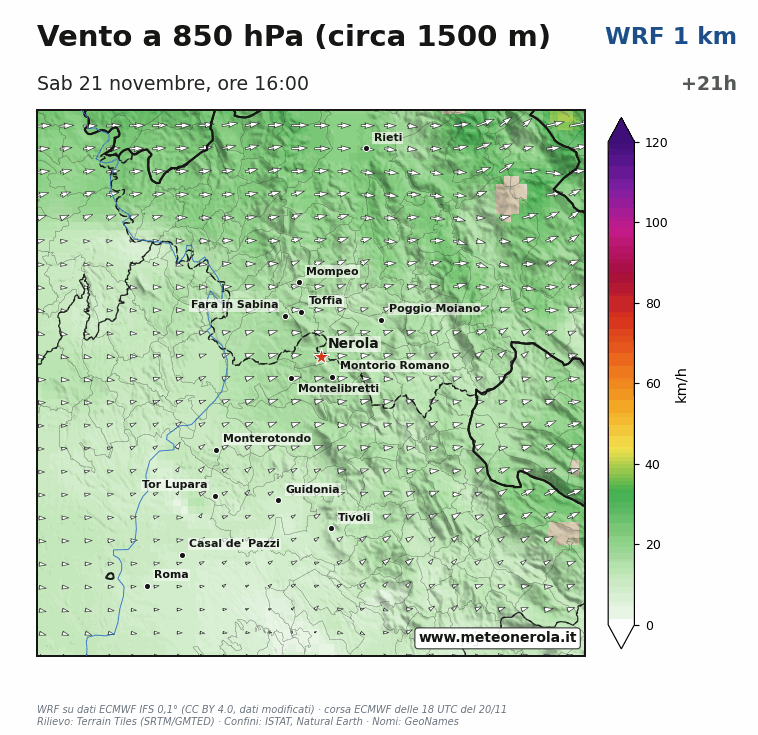 Vento a 850 hPa (circa 1500 m)
WRF 1 km
Sab 21 novembre, ore 16:00
+21h
Rieti
Mompeo
Fara in Sabina
Toffia
Poggio Moiano
Nerola
Montorio Romano
Montelibretti
Monterotondo
Tor Lupara
Guidonia
Tivoli
Casal de' Pazzi
Roma
www.meteonerola.it
120
100
80
60
40
20
0
km/h
WRF su dati ECMWF IFS 0,1° (CC BY 4.0, dati modificati) · corsa ECMWF delle 18 UTC del 20/11
Rilievo: Terrain Tiles (SRTM/GMTED) · Confini: ISTAT, Natural Earth · Nomi: GeoNames